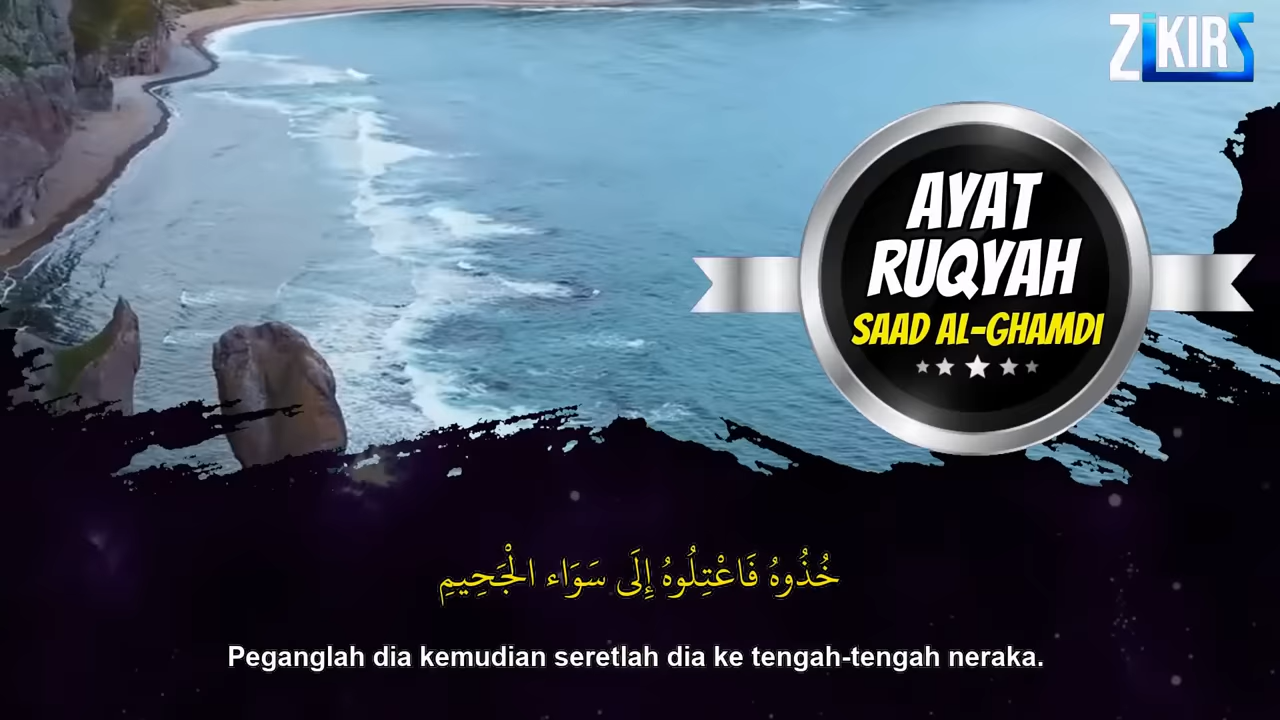 ZiKIRS
AYAT
RUQYAH
SAAD AL-GHAMDI
خُذُوهُ فَاعْتِلُوهُ إِلَى سَوَاء الْجَحِيمِ
Peganglah dia kemudian seretlah dia ke tengah-tengah neraka.